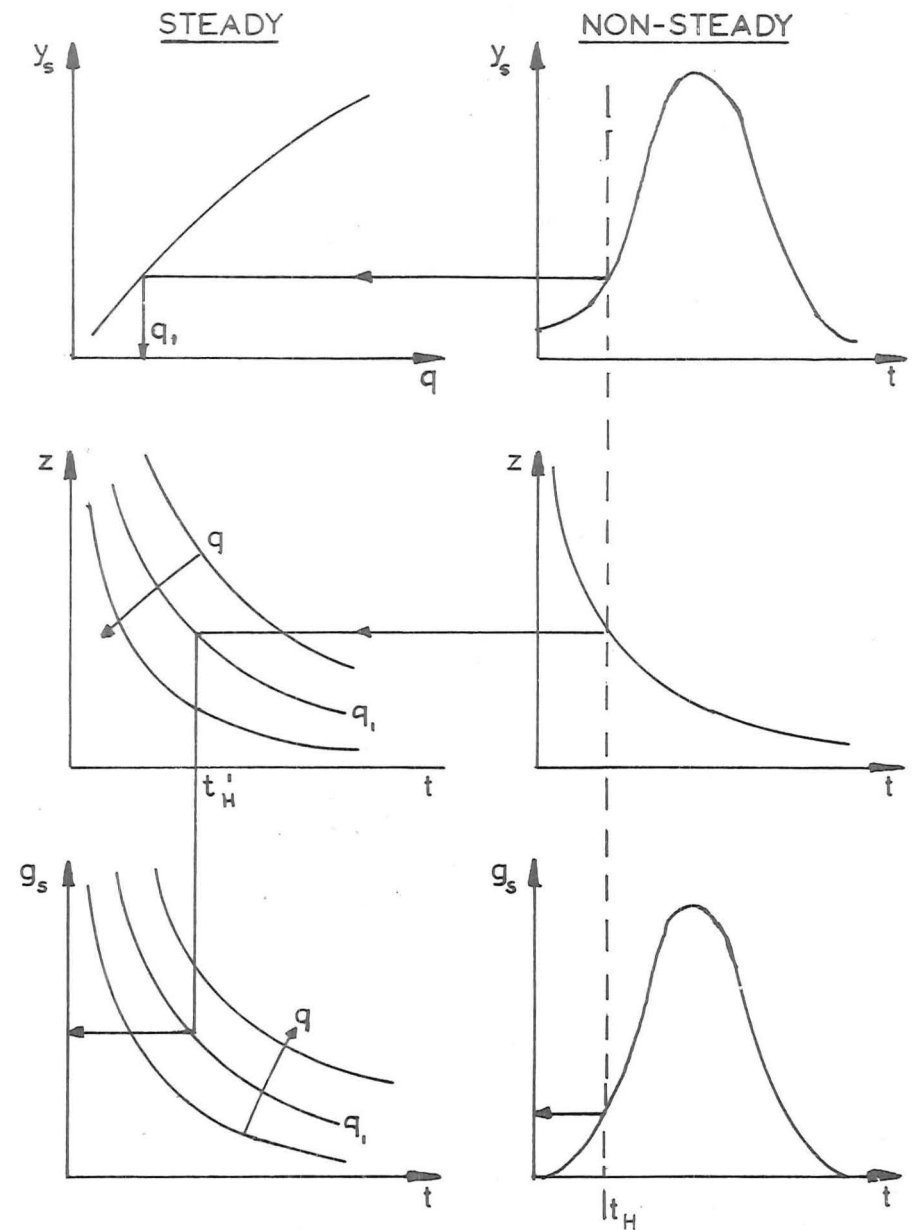 STEADY NON-STEADY
y_s y_s
q₁
q t
z z
q
q₁
t'_H t t
g_s g_s
q
q₁
t t
t_H